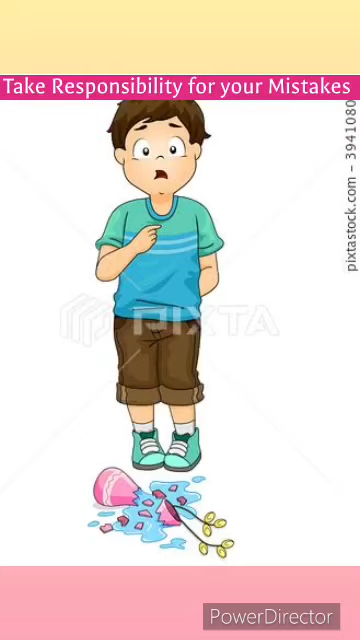 Take Responsibility for your Mistakes
pixtastock.com – 3941080
PIXTA
PowerDirector